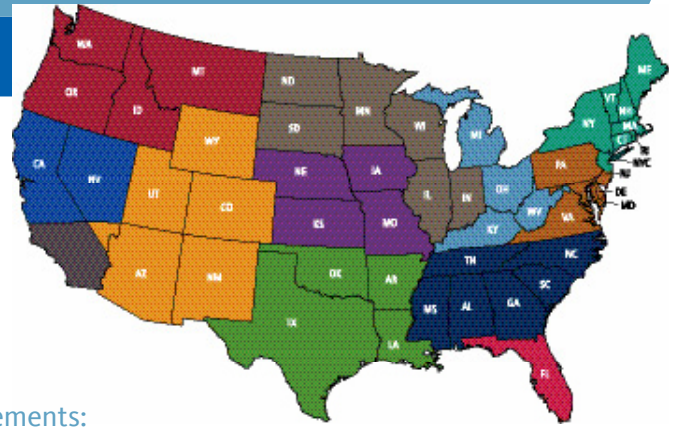 WA
MT
ND
MN
ME
VT
NH
OR
ID
SD
WI
MI
NY
MA
CT
RI
NYC
WY
NE
IA
PA
NJ
CA
NV
UT
CO
IL
IN
OH
DE
MD
KS
MO
WV
VA
KY
AZ
NM
OK
AR
TN
NC
SC
TX
MS
AL
GA
LA
FL
ements: